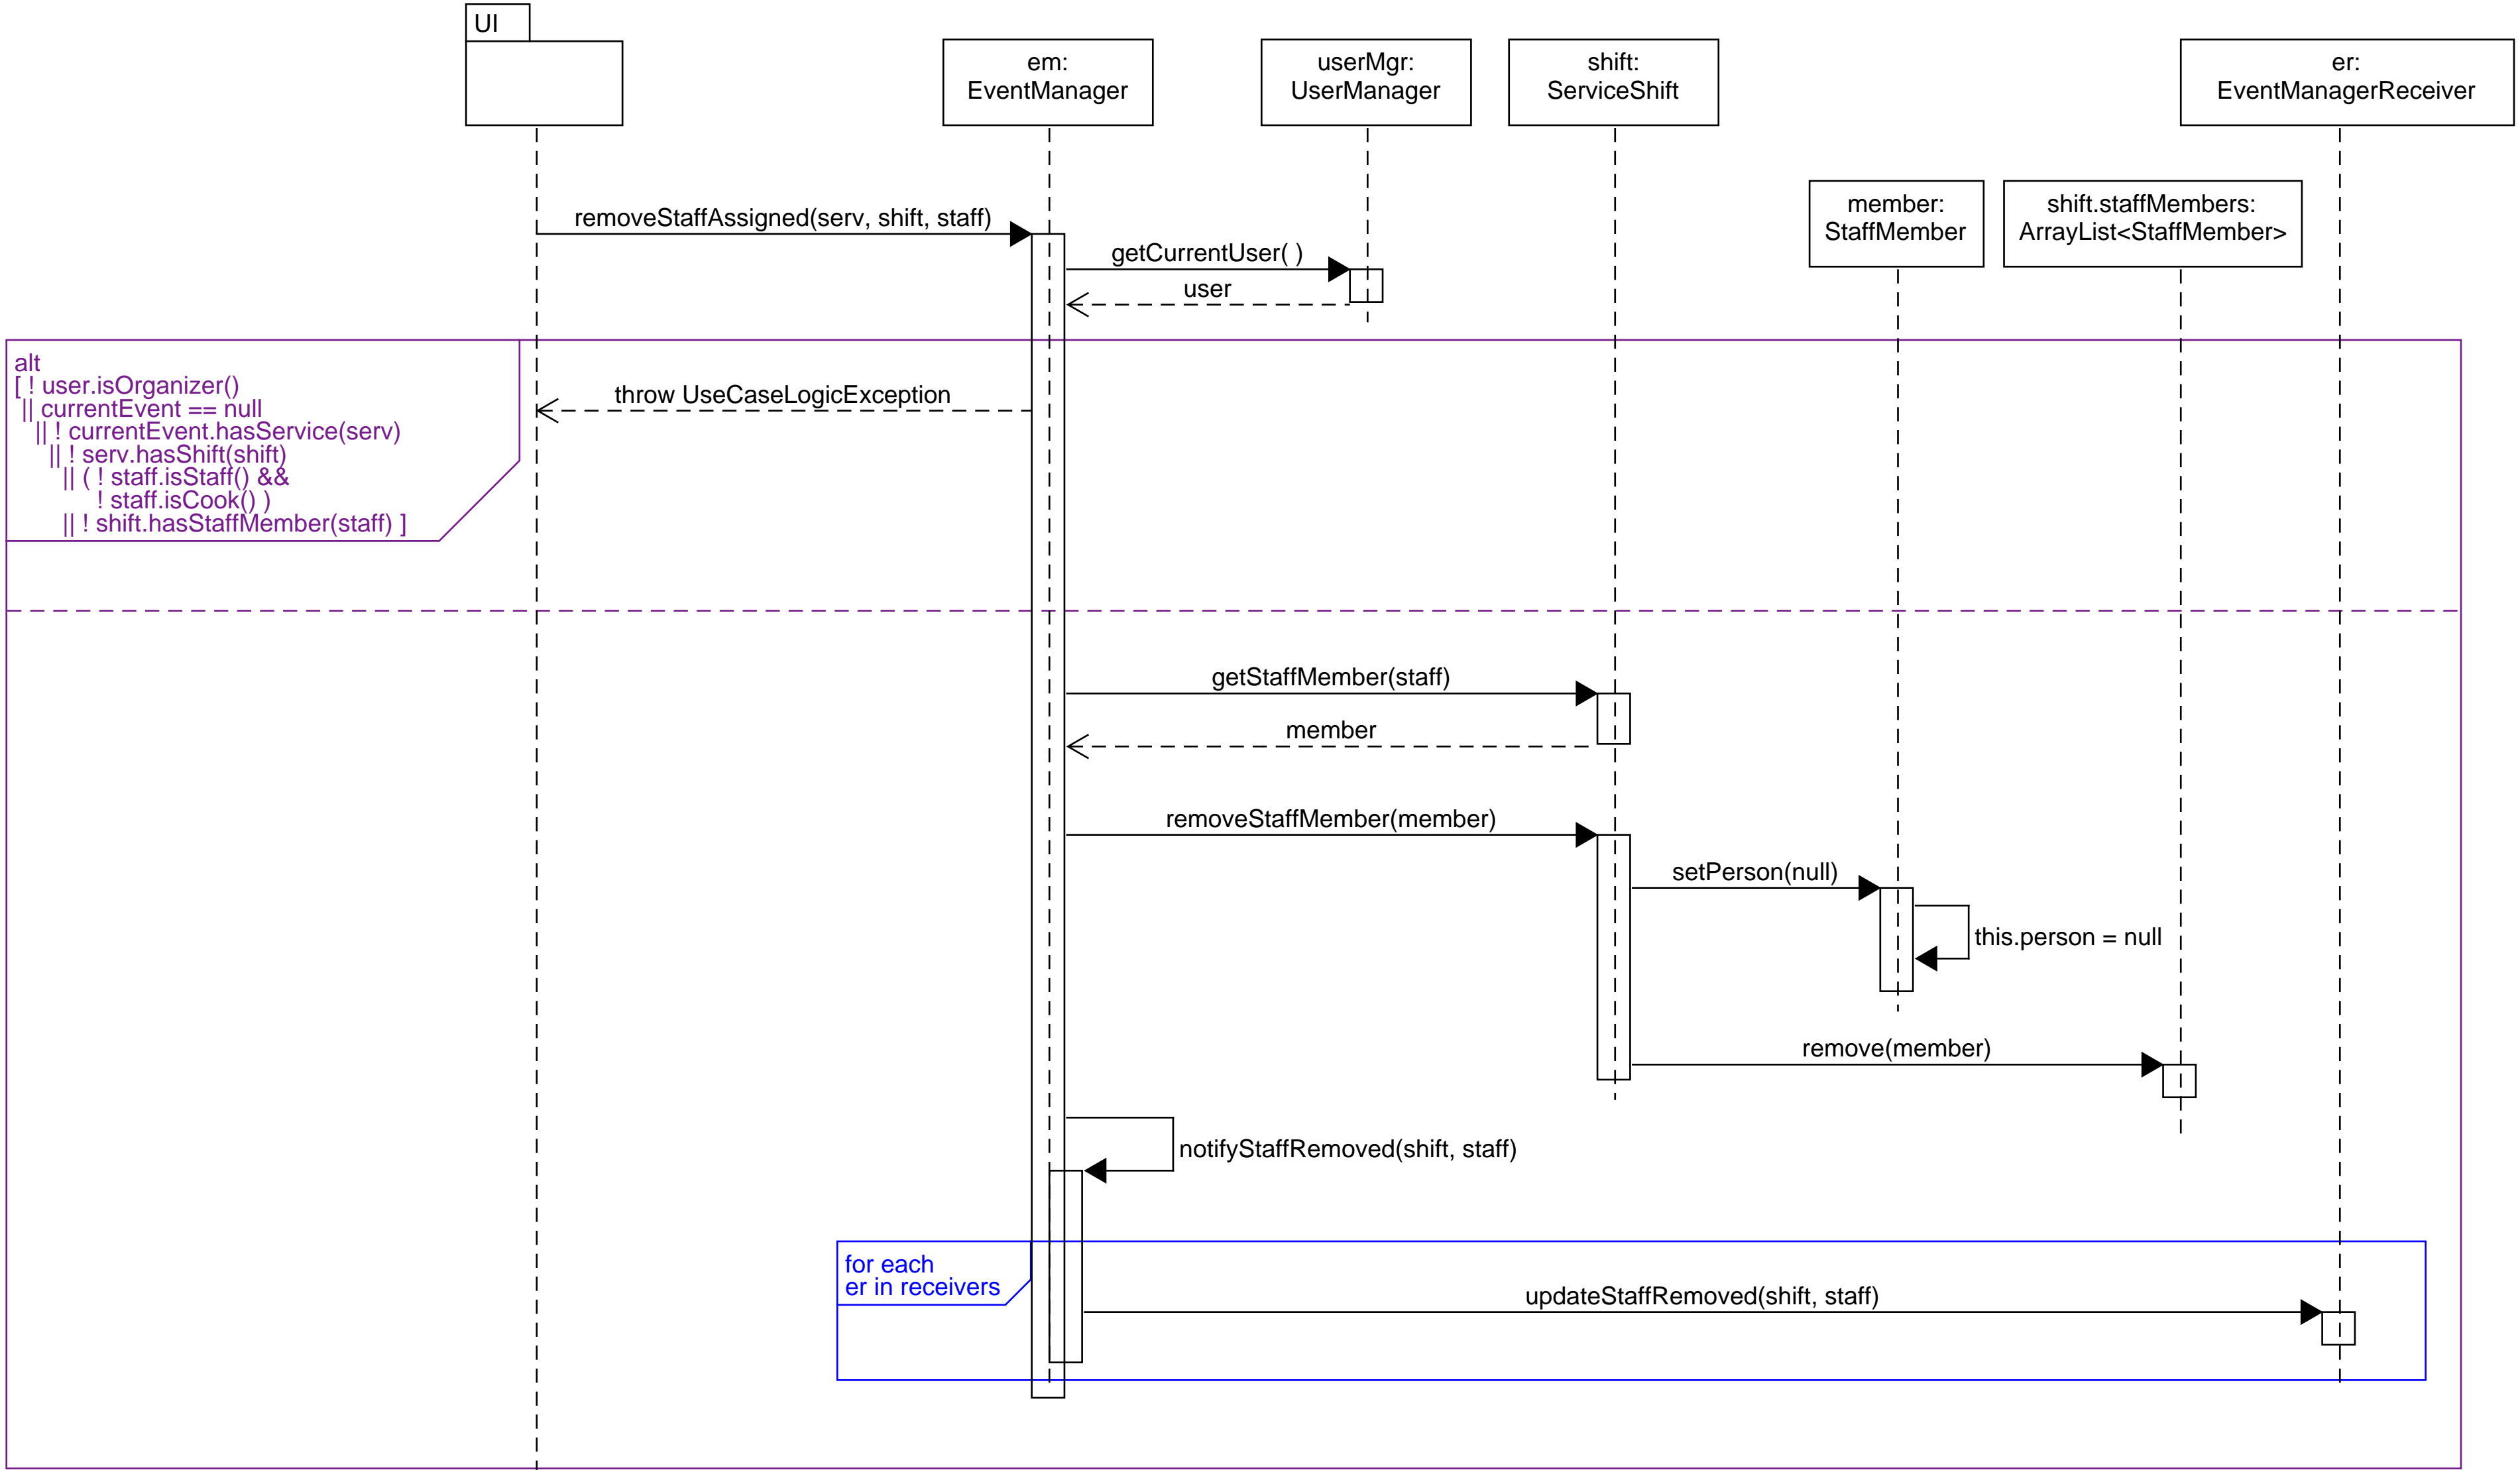 UI
em:
EventManager
userMgr:
UserManager
shift:
ServiceShift
er:
EventManagerReceiver
member:
StaffMember
shift.staffMembers:
ArrayList<StaffMember>
removeStaffAssigned(serv, shift, staff)
getCurrentUser( )
user
alt
[ ! user.isOrganizer()
|| currentEvent == null
|| ! currentEvent.hasService(serv)
|| ! serv.hasShift(shift)
|| ( ! staff.isStaff() &&
! staff.isCook() )
|| ! shift.hasStaffMember(staff) ]
throw UseCaseLogicException
getStaffMember(staff)
member
removeStaffMember(member)
setPerson(null)
this.person = null
remove(member)
notifyStaffRemoved(shift, staff)
for each
er in receivers
updateStaffRemoved(shift, staff)